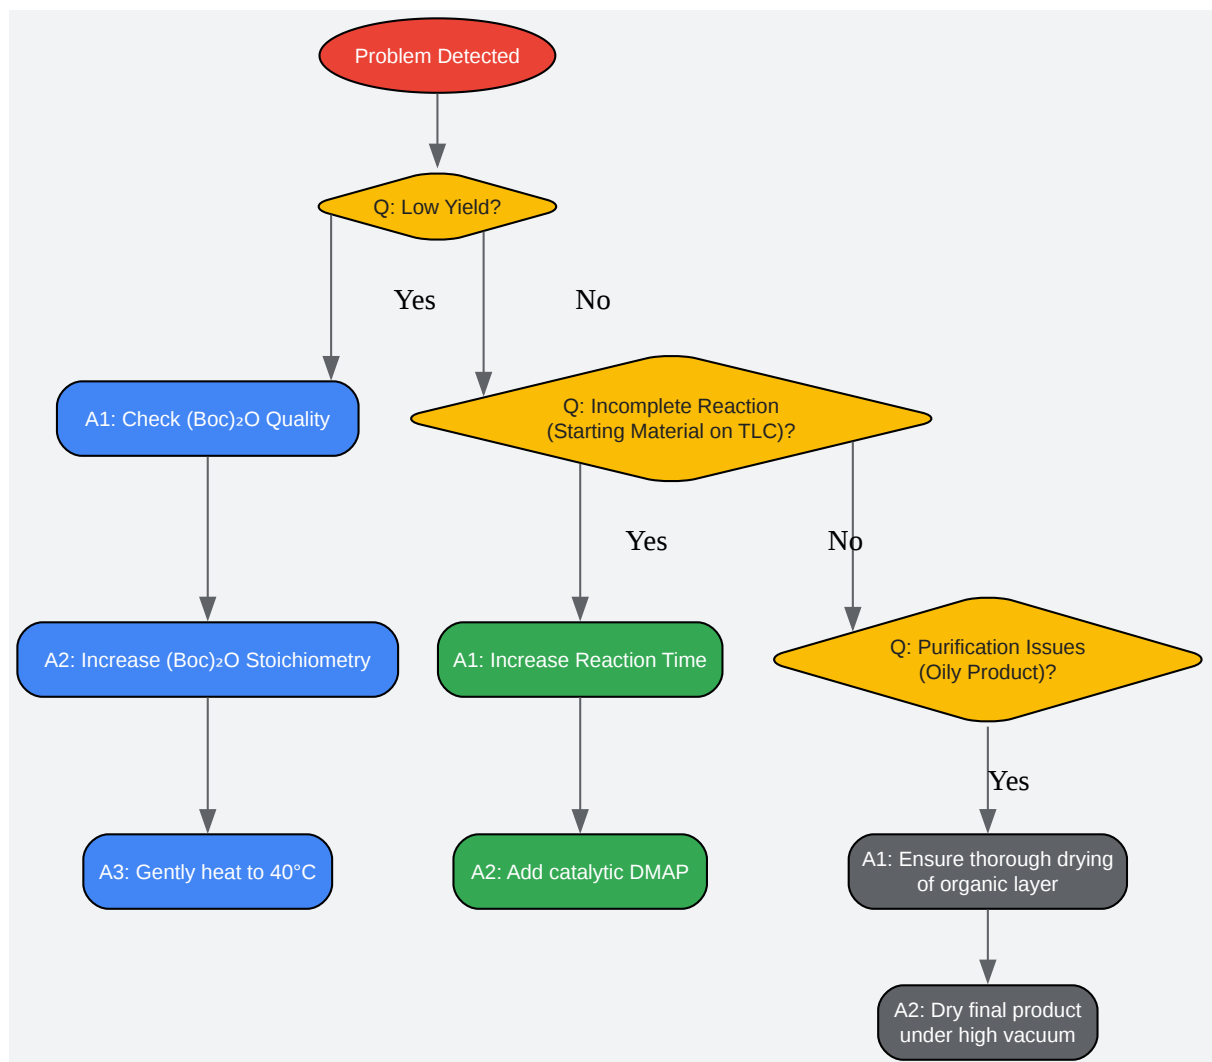 Problem Detected
Q: Low Yield?
Yes
No
A1: Check (Boc)₂O Quality
Q: Incomplete Reaction
(Starting Material on TLC)?
Yes
No
A2: Increase (Boc)₂O Stoichiometry
A1: Increase Reaction Time
Q: Purification Issues
(Oily Product)?
Yes
A3: Gently heat to 40°C
A2: Add catalytic DMAP
A1: Ensure thorough drying
of organic layer
A2: Dry final product
under high vacuum